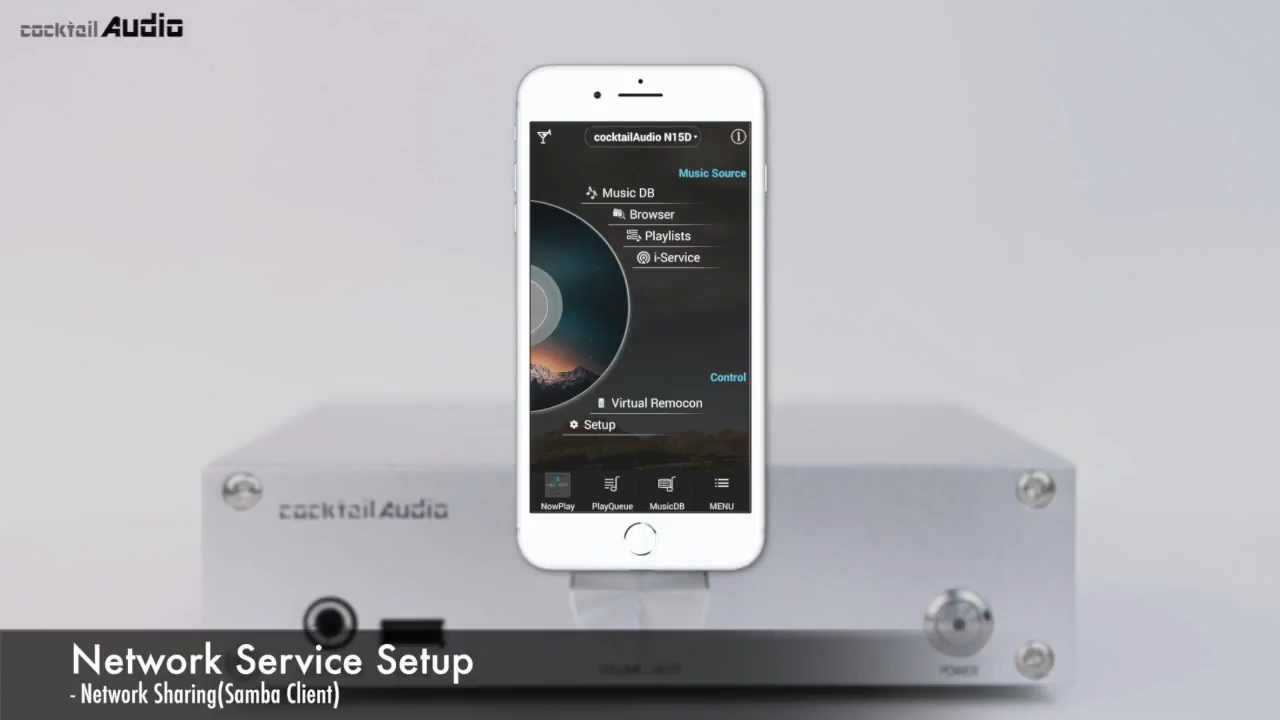 cocktail Audio
cocktailAudio N15D
Music Source
Music DB
Browser
Playlists
i-Service
Control
Virtual Remocon
Setup
NowPlay
PlayQueue
MusicDB
MENU
cocktail Audio
POWER
Network Service Setup
- Network Sharing(Samba Client)